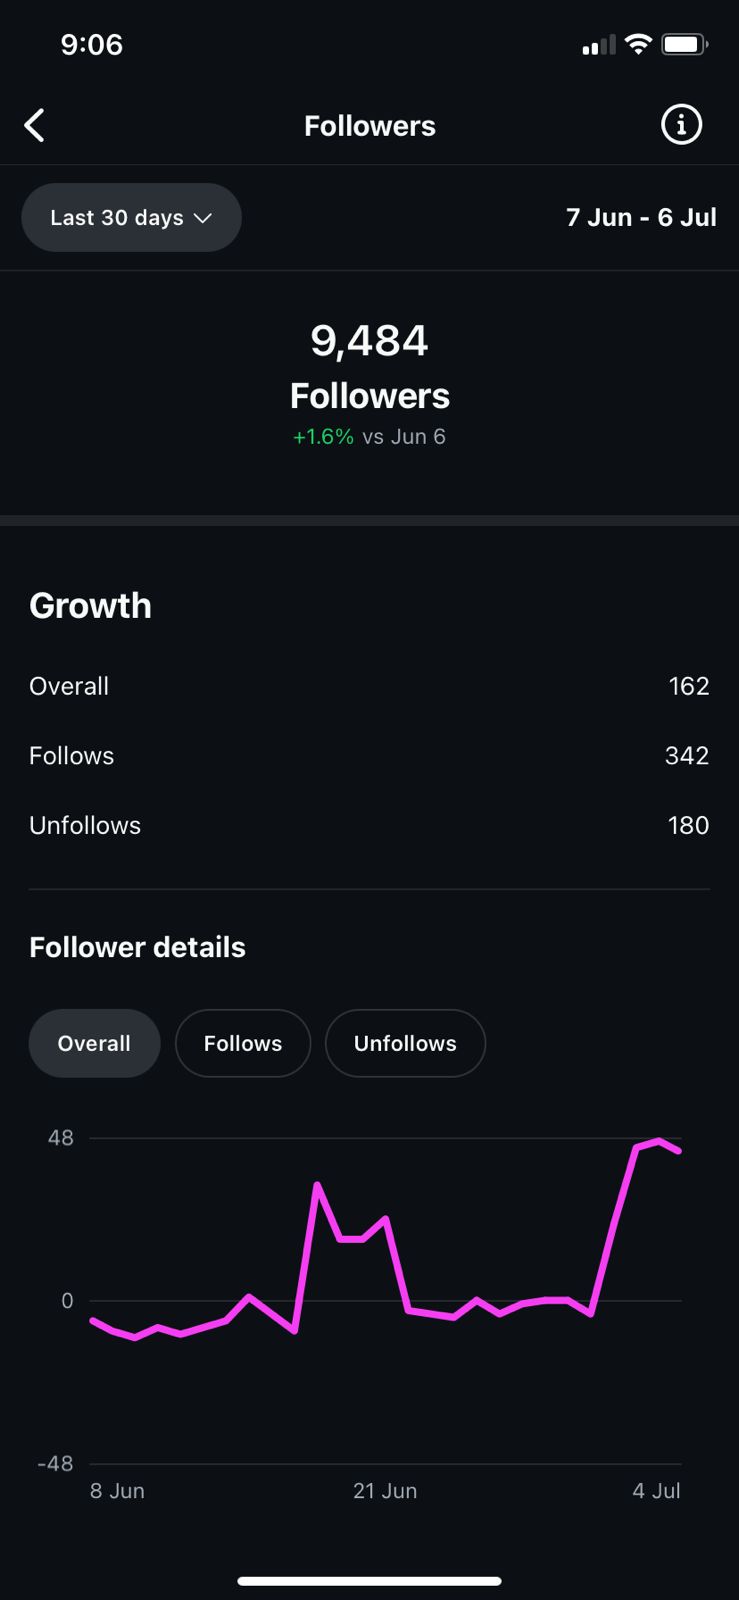 9:06
Followers
Last 30 days
7 Jun - 6 Jul
9,484
Followers
+1.6% vs Jun 6
Growth
Overall 162
Follows 342
Unfollows 180
Follower details
Overall Follows Unfollows
48
0
-48
8 Jun 21 Jun 4 Jul